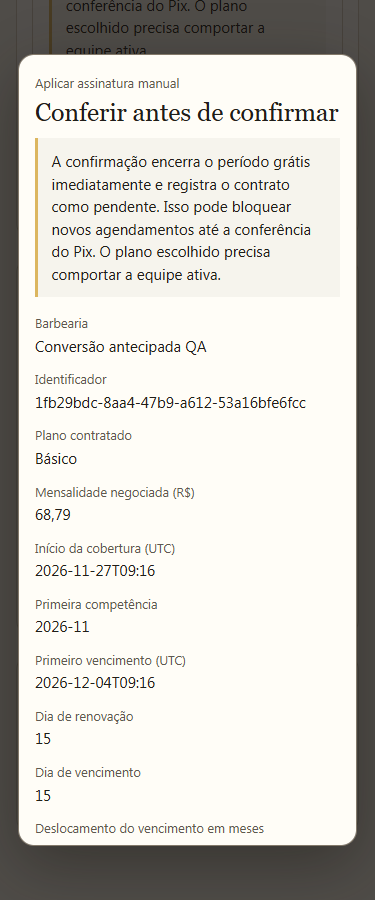 conferência do Pix. O plano
escolhido precisa comportar a
equipe ativa.
Aplicar assinatura manual
Conferir antes de confirmar
A confirmação encerra o período grátis
imediatamente e registra o contrato
como pendente. Isso pode bloquear
novos agendamentos até a conferência
do Pix. O plano escolhido precisa
comportar a equipe ativa.
Barbearia
Conversão antecipada QA
Identificador
1fb29bdc-8aa4-47b9-a612-53a16bfe6fcc
Plano contratado
Básico
Mensalidade negociada (R$)
68,79
Início da cobertura (UTC)
2026-11-27T09:16
Primeira competência
2026-11
Primeiro vencimento (UTC)
2026-12-04T09:16
Dia de renovação
15
Dia de vencimento
15
Deslocamento do vencimento em meses